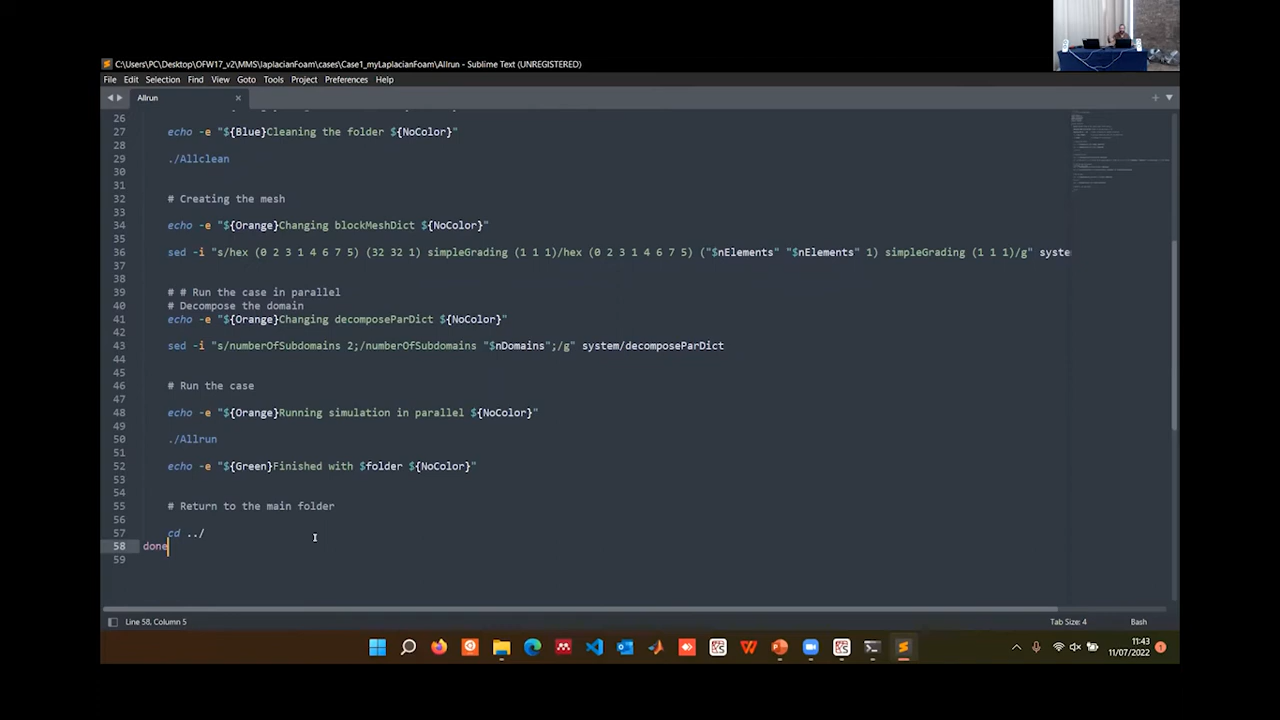 C:\Users\PC\Desktop\OFW17_v2\MMS\laplacianFoam\cases\Case1_myLaplacianFoam\Allrun - Sublime Text (UNREGISTERED)
File Edit Selection Find View Goto Tools Project Preferences Help
Allrun
26
27 echo -e "${Blue}Cleaning the folder ${NoColor}"
28
29 ./Allclean
30
31
32 # Creating the mesh
33
34 echo -e "${Orange}Changing blockMeshDict ${NoColor}"
35
36 sed -i "s/hex (0 2 3 1 4 6 7 5) (32 32 1) simpleGrading (1 1 1)/hex (0 2 3 1 4 6 7 5) ("$nElements" "$nElements" 1) simpleGrading (1 1 1)/g" syste
37
38
39 # # Run the case in parallel
40 # Decompose the domain
41 echo -e "${Orange}Changing decomposeParDict ${NoColor}"
42
43 sed -i "s/numberOfSubdomains 2;/numberOfSubdomains "$nDomains";/g" system/decomposeParDict
44
45
46 # Run the case
47
48 echo -e "${Orange}Running simulation in parallel ${NoColor}"
49
50 ./Allrun
51
52 echo -e "${Green}Finished with $folder ${NoColor}"
53
54
55 # Return to the main folder
56
57 cd ../
58 done
59
Line 58, Column 5 Tab Size: 4 Bash
11:43
11/07/2022